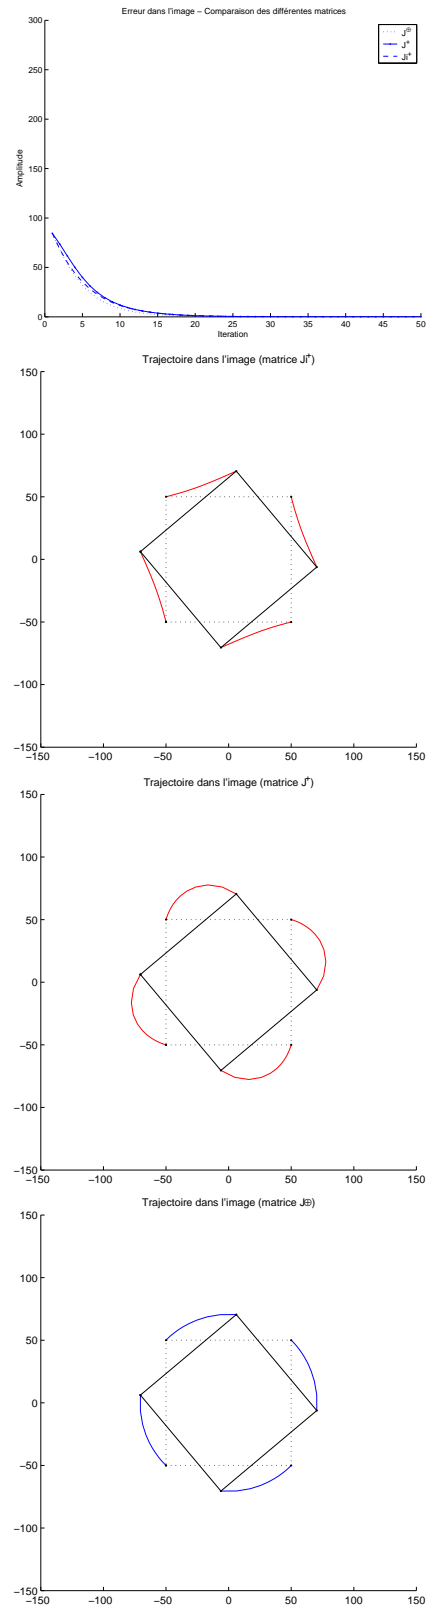 Erreur dans l'image – Comparaison des différentes matrices
300
250
200
150
100
50
0
Amplitude
J⊕
J⁺
Ji⁺
0 5 10 15 20 25 30 35 40 45 50
Iteration
Trajectoire dans l'image (matrice Ji⁺)
150
100
50
0
−50
−100
−150
−150 −100 −50 0 50 100 150
Trajectoire dans l'image (matrice J⁺)
150
100
50
0
−50
−100
−150
−150 −100 −50 0 50 100 150
Trajectoire dans l'image (matrice J⊕)
150
100
50
0
−50
−100
−150
−150 −100 −50 0 50 100 150